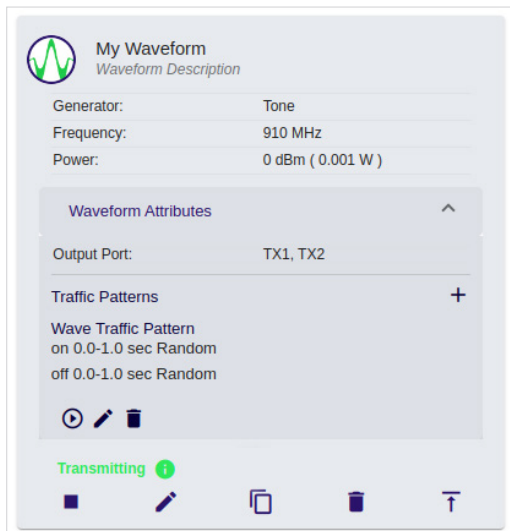 My Waveform
Waveform Description
Generator: Tone
Frequency: 910 MHz
Power: 0 dBm ( 0.001 W )
Waveform Attributes
Output Port: TX1, TX2
Traffic Patterns
Wave Traffic Pattern
on 0.0-1.0 sec Random
off 0.0-1.0 sec Random
Transmitting